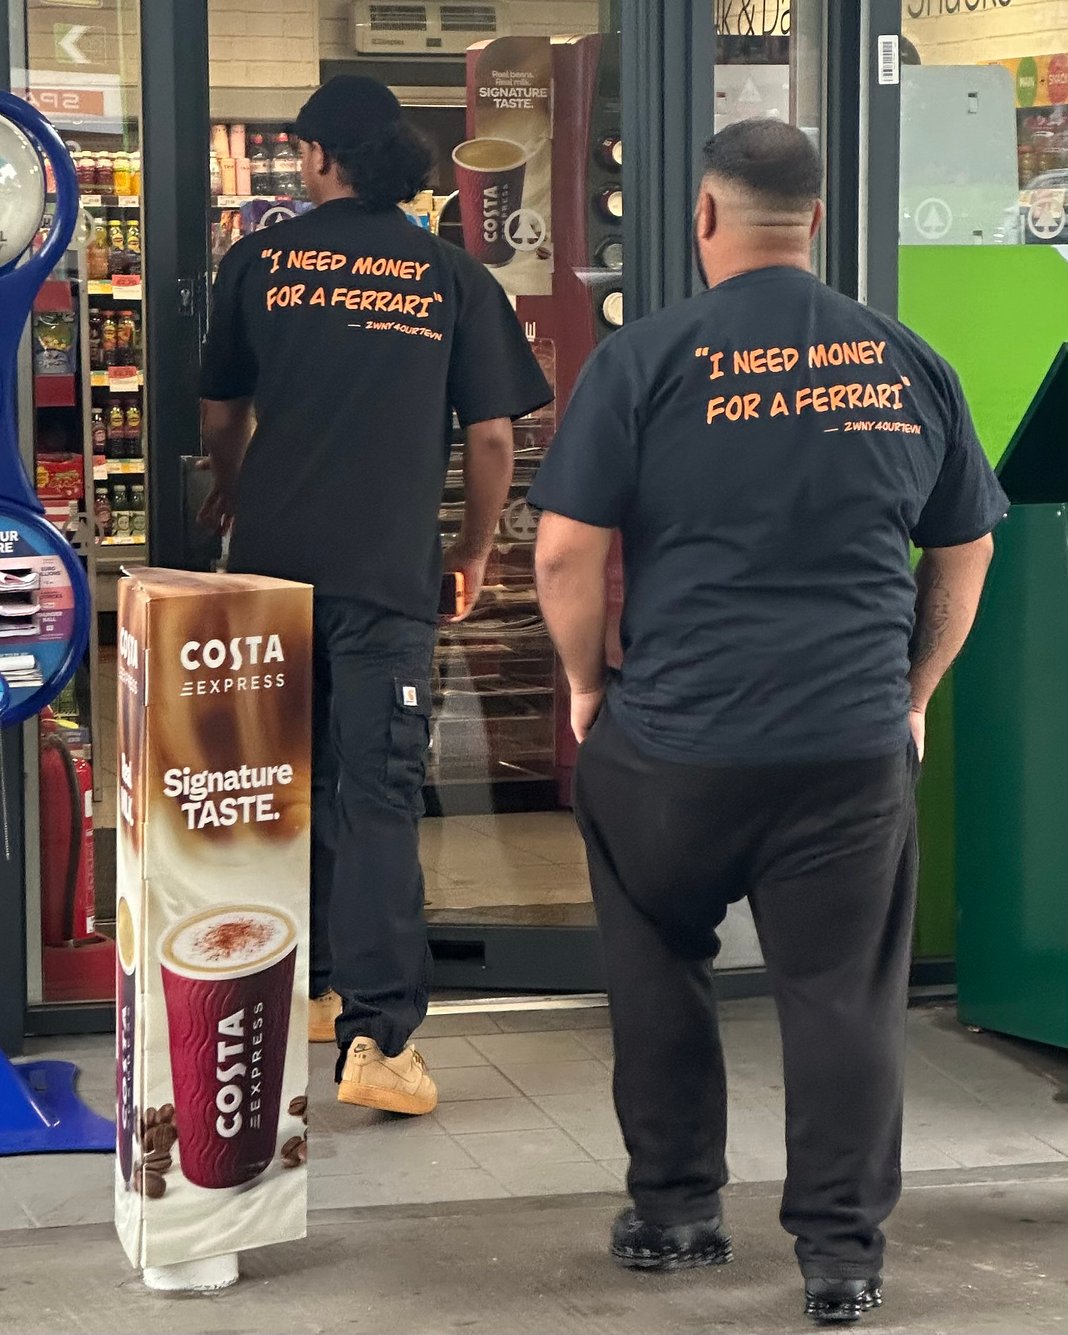 Real beans.
Real milk.
SIGNATURE
TASTE.
COSTA
EXPRESS
"I NEED MONEY
FOR A FERRARI"
— 2WNY4OUR7EVN
"I NEED MONEY
FOR A FERRARI"
— 2WNY4OUR7EVN
COSTA
EXPRESS
Signature
TASTE.
COSTA
EXPRESS